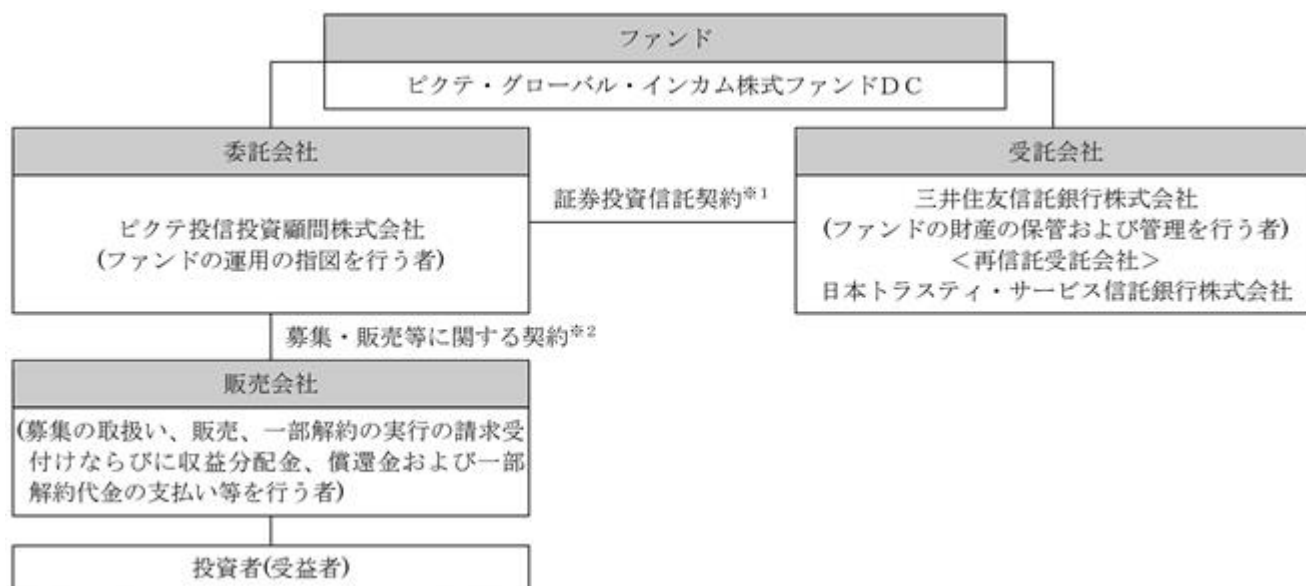 ファンド
ピクテ・グローバル・インカム株式ファンドDC
委託会社
ピクテ投信投資顧問株式会社
(ファンドの運用の指図を行う者)
証券投資信託契約※1
受託会社
三井住友信託銀行株式会社
(ファンドの財産の保管および管理を行う者)
<再信託受託会社>
日本トラスティ・サービス信託銀行株式会社
募集・販売等に関する契約※2
販売会社
(募集の取扱い、販売、一部解約の実行の請求受
付けならびに収益分配金、償還金および一部
解約代金の支払い等を行う者)
投資者(受益者)